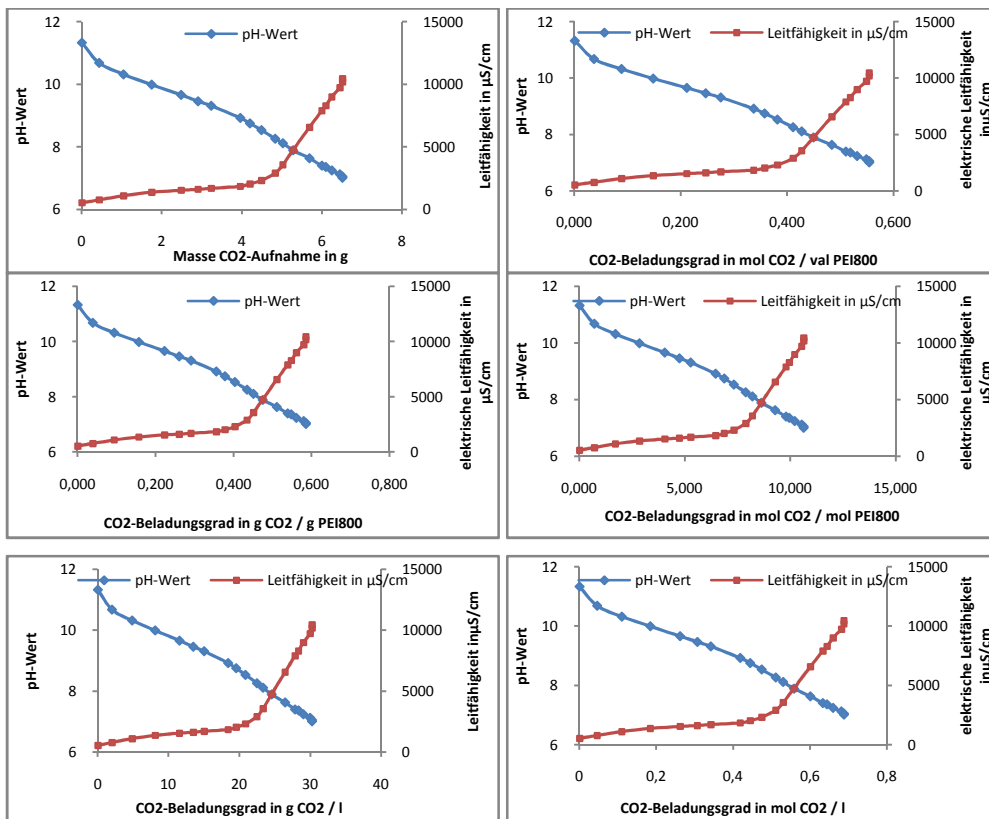 12
10
8
6
pH-Wert
pH-Wert
15000
10000
5000
0
Leitfähigkeit in µS/cm
0
2
4
6
8
Masse CO2-Aufnahme in g
12
10
8
6
pH-Wert
pH-Wert
Leitfähigkeit in µS/cm
15000
10000
5000
0
elektrische Leitfähigkeit
inµS/cm
0,000
0,200
0,400
0,600
CO2-Beladungsgrad in mol CO2 / val PEI800
12
10
8
6
pH-Wert
pH-Wert
15000
10000
5000
0
elektrische Leitfähigkeit in
µS/cm
0,000
0,200
0,400
0,600
0,800
CO2-Beladungsgrad in g CO2 / g PEI800
12
10
8
6
pH-Wert
pH-Wert
Leitfähigkeit in µS/cm
15000
10000
5000
0
elektrische Leitfähigkeit in
µS/cm
0,000
5,000
10,000
15,000
CO2-Beladungsgrad in mol CO2 / mol PEI800
12
10
8
6
pH-Wert
pH-Wert
Leitfähigkeit in µS/cm
15000
10000
5000
0
Leitfähigkeit inµS/cm
0
10
20
30
40
CO2-Beladungsgrad in g CO2 / l
12
10
8
6
pH-Wert
pH-Wert
Leitfähigkeit in µS/cm
15000
10000
5000
0
elektrische Leitfähigkeit
inµS/cm
0
0,2
0,4
0,6
0,8
CO2-Beladungsgrad in mol CO2 / l